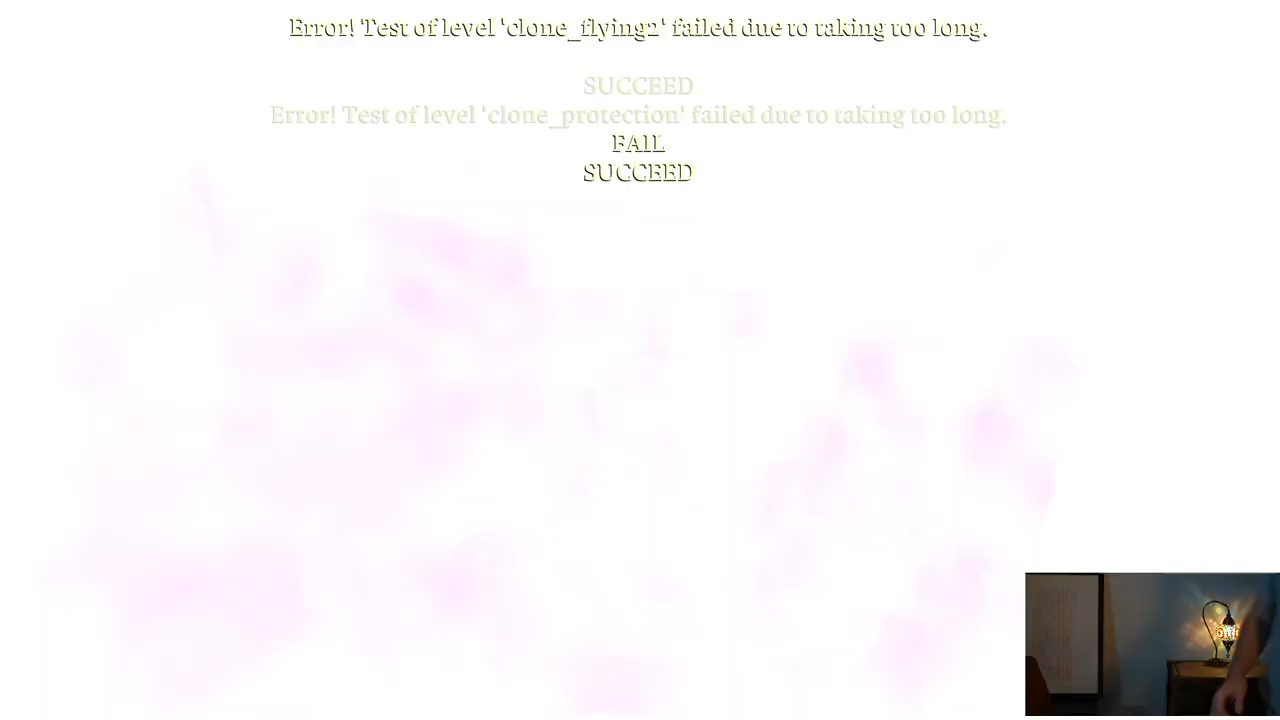 Error! Test of level 'clone_flying2' failed due to taking too long.
SUCCEED
Error! Test of level 'clone_protection' failed due to taking too long.
FAIL
SUCCEED